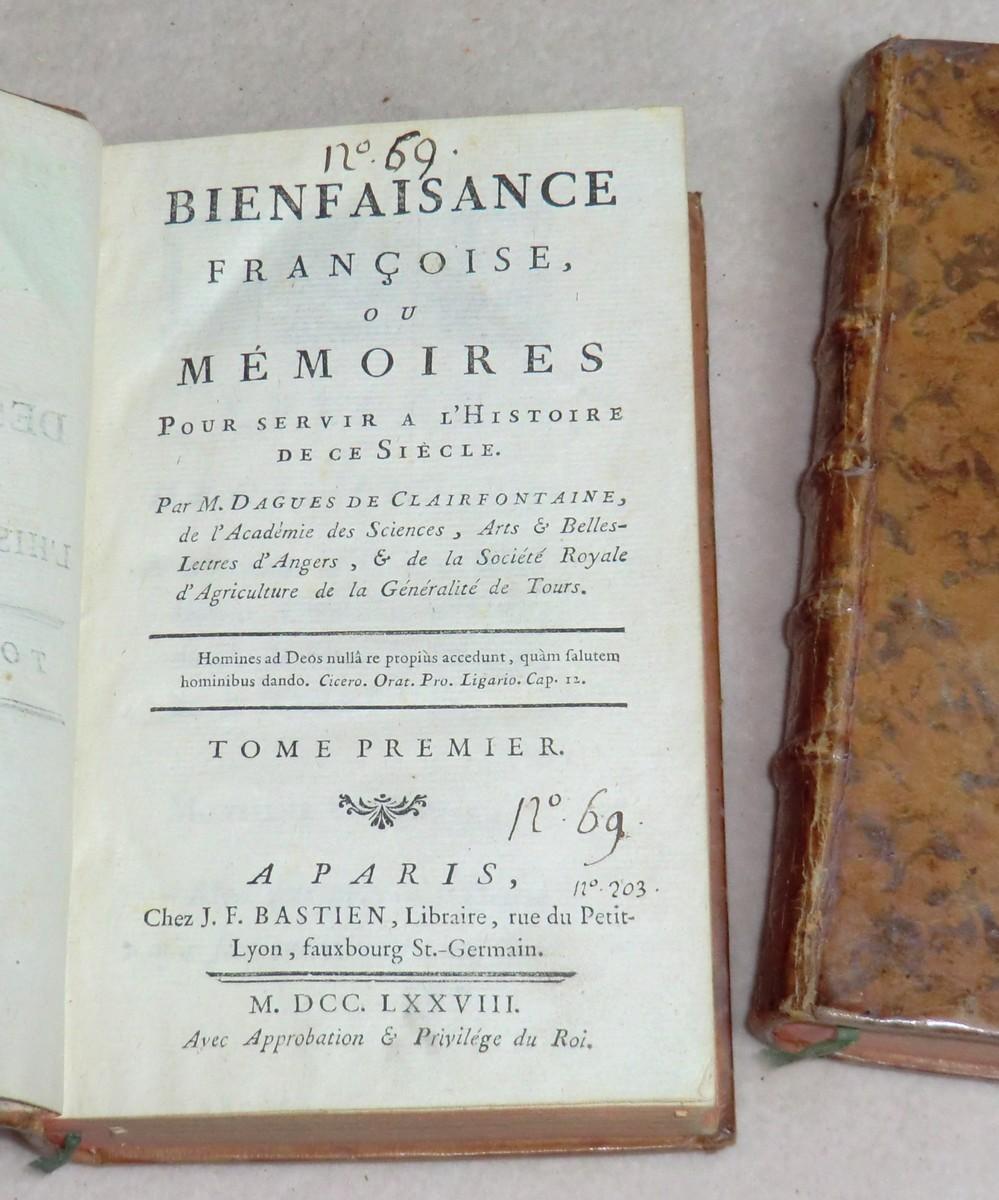 nº. 69.
BIENFAISANCE
FRANÇOISE,
OU
MÉMOIRES
POUR SERVIR A L'HISTOIRE
DE CE SIÈCLE.
Par M. DAGUES DE CLAIRFONTAINE,
de l'Académie des Sciences, Arts & Belles-
Lettres d'Angers, & de la Société Royale
d'Agriculture de la Généralité de Tours.
Homines ad Deos nullâ re propiùs accedunt, quàm ſalutem
hominibus dando. Cicero. Orat. Pro. Ligario. Cap. 12.
TOME PREMIER.
nº. 69.
A PARIS,
nº. 203.
Chez J. F. BASTIEN, Libraire, rue du Petit-
Lyon, fauxbourg St.-Germain.
M. DCC. LXXVIII.
Avec Approbation & Privilége du Roi.